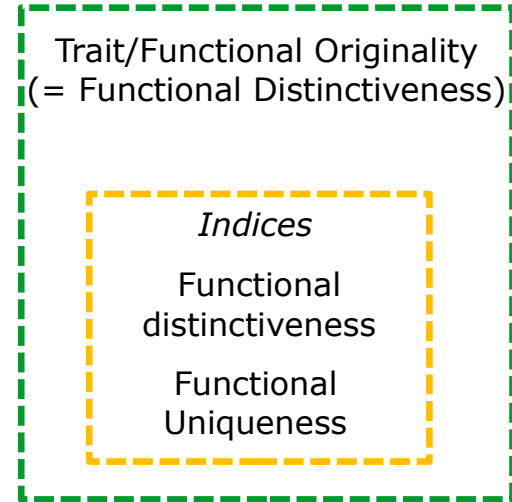 Trait/Functional Originality
(= Functional Distinctiveness)
Indices
Functional
distinctiveness
Functional
Uniqueness